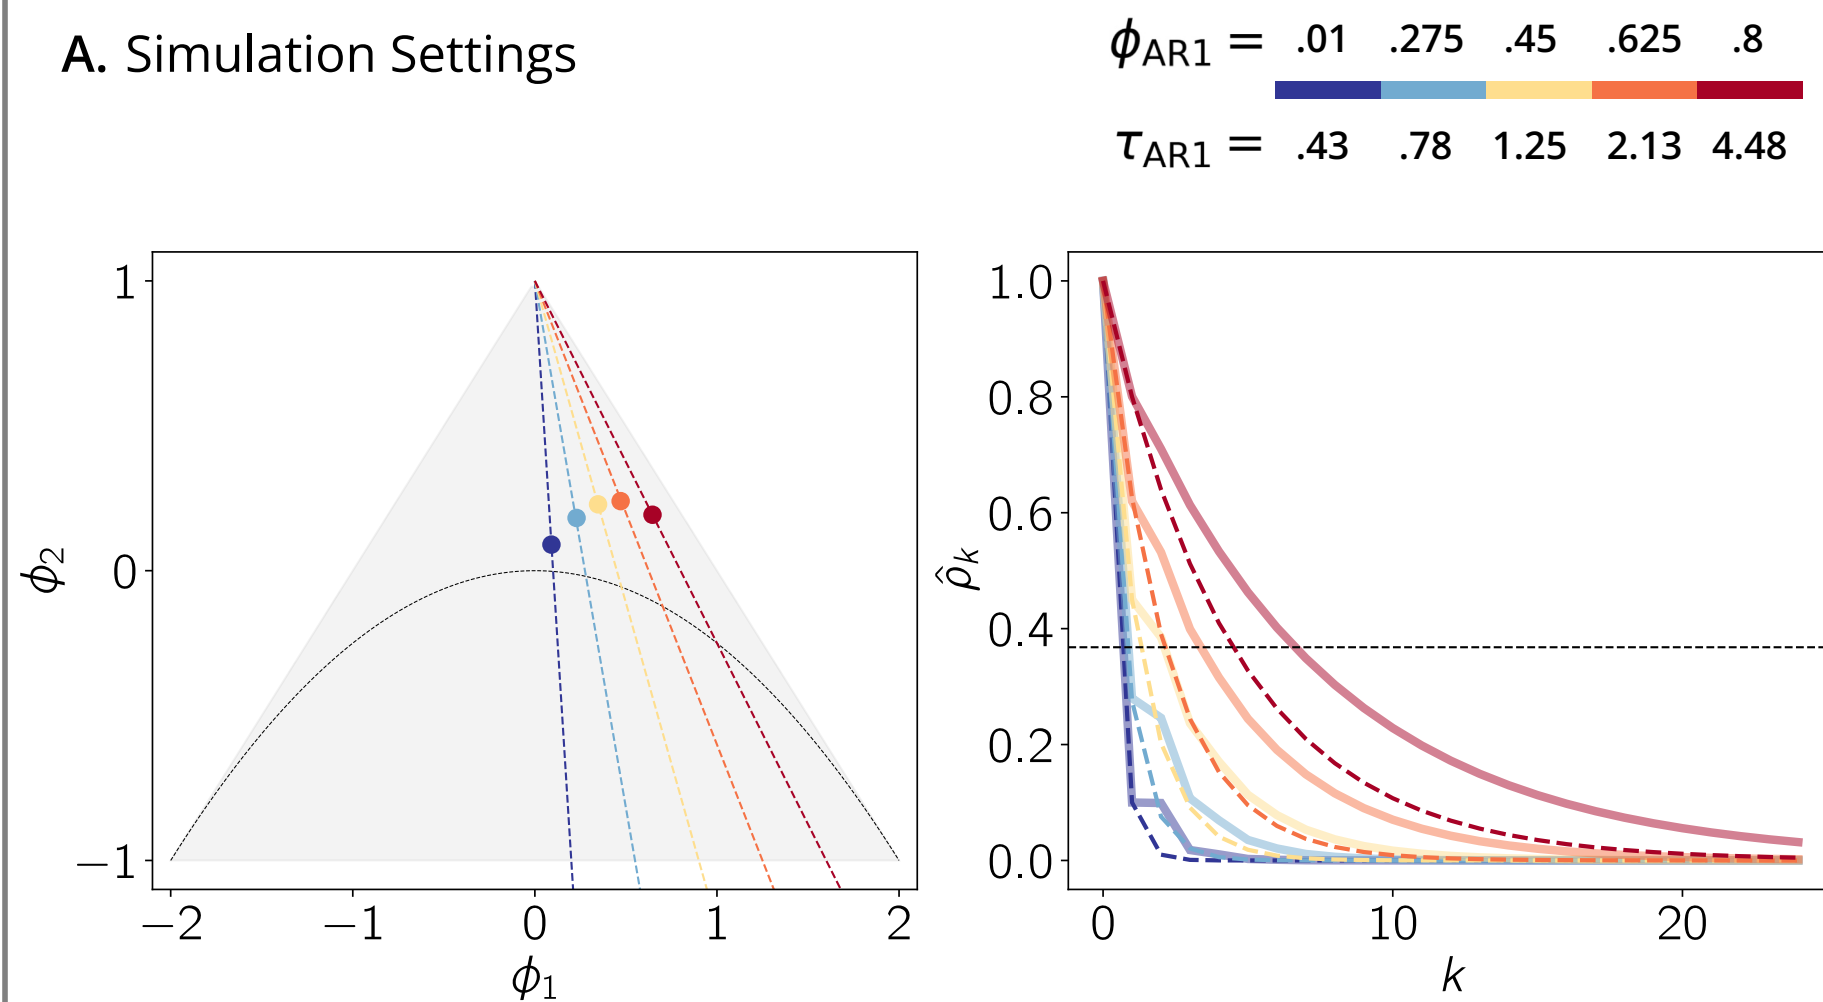 A. Simulation Settings
ϕAR1 = .01 .275 .45 .625 .8
τAR1 = .43 .78 1.25 2.13 4.48
1
0
−1
ϕ2
−2 −1 0 1 2
ϕ1
1.0
0.8
0.6
0.4
0.2
0.0
ρ̂k
0 10 20
k